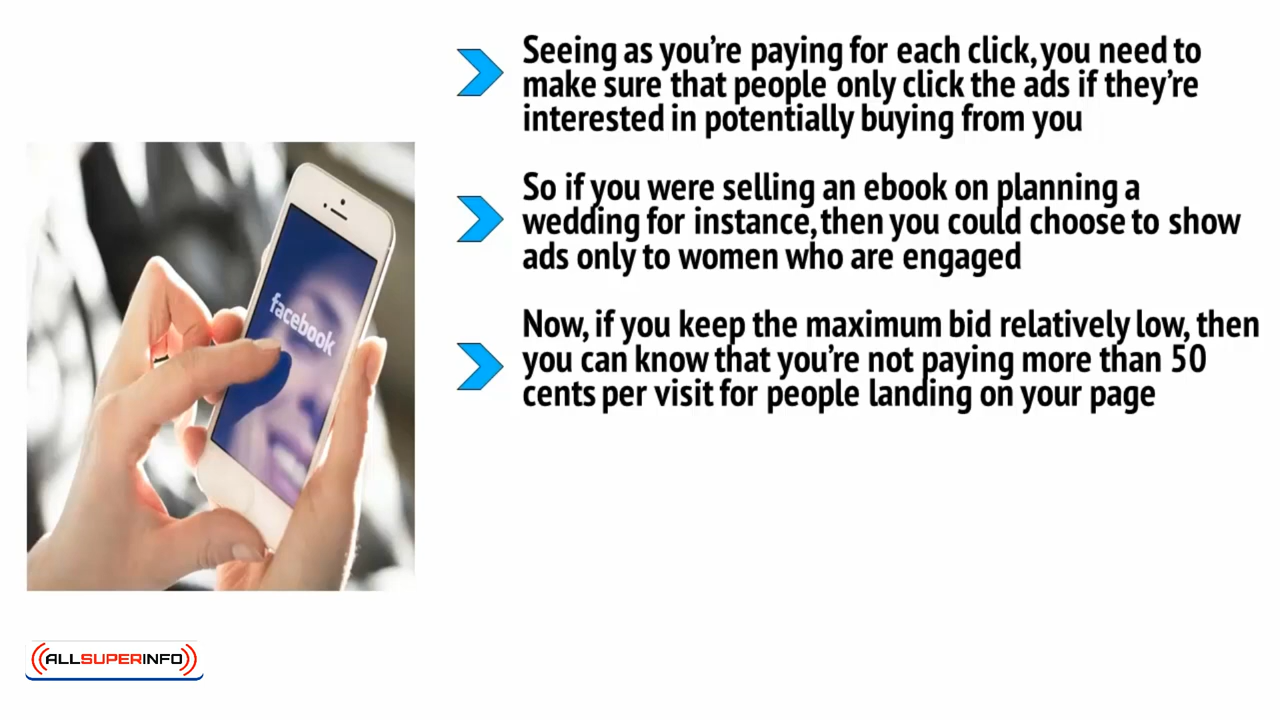 Seeing as you're paying for each click, you need to
make sure that people only click the ads if they're
interested in potentially buying from you
So if you were selling an ebook on planning a
wedding for instance, then you could choose to show
ads only to women who are engaged
Now, if you keep the maximum bid relatively low, then
you can know that you're not paying more than 50
cents per visit for people landing on your page
facebook
ALLSUPERINFO